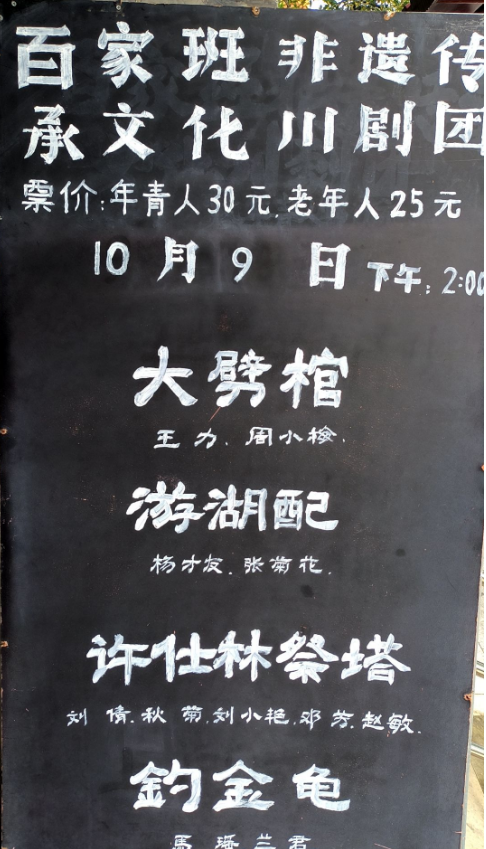 百家班非遗传
承文化川剧团
票价:年青人30元.老年人25元
10月9日下午:2:00
大劈棺
王力.周小梅.
游湖配
杨才友.张菊花.
许仕林祭塔
刘倩.秋菊.刘小艳.邓芳.赵敏.
钓金龟